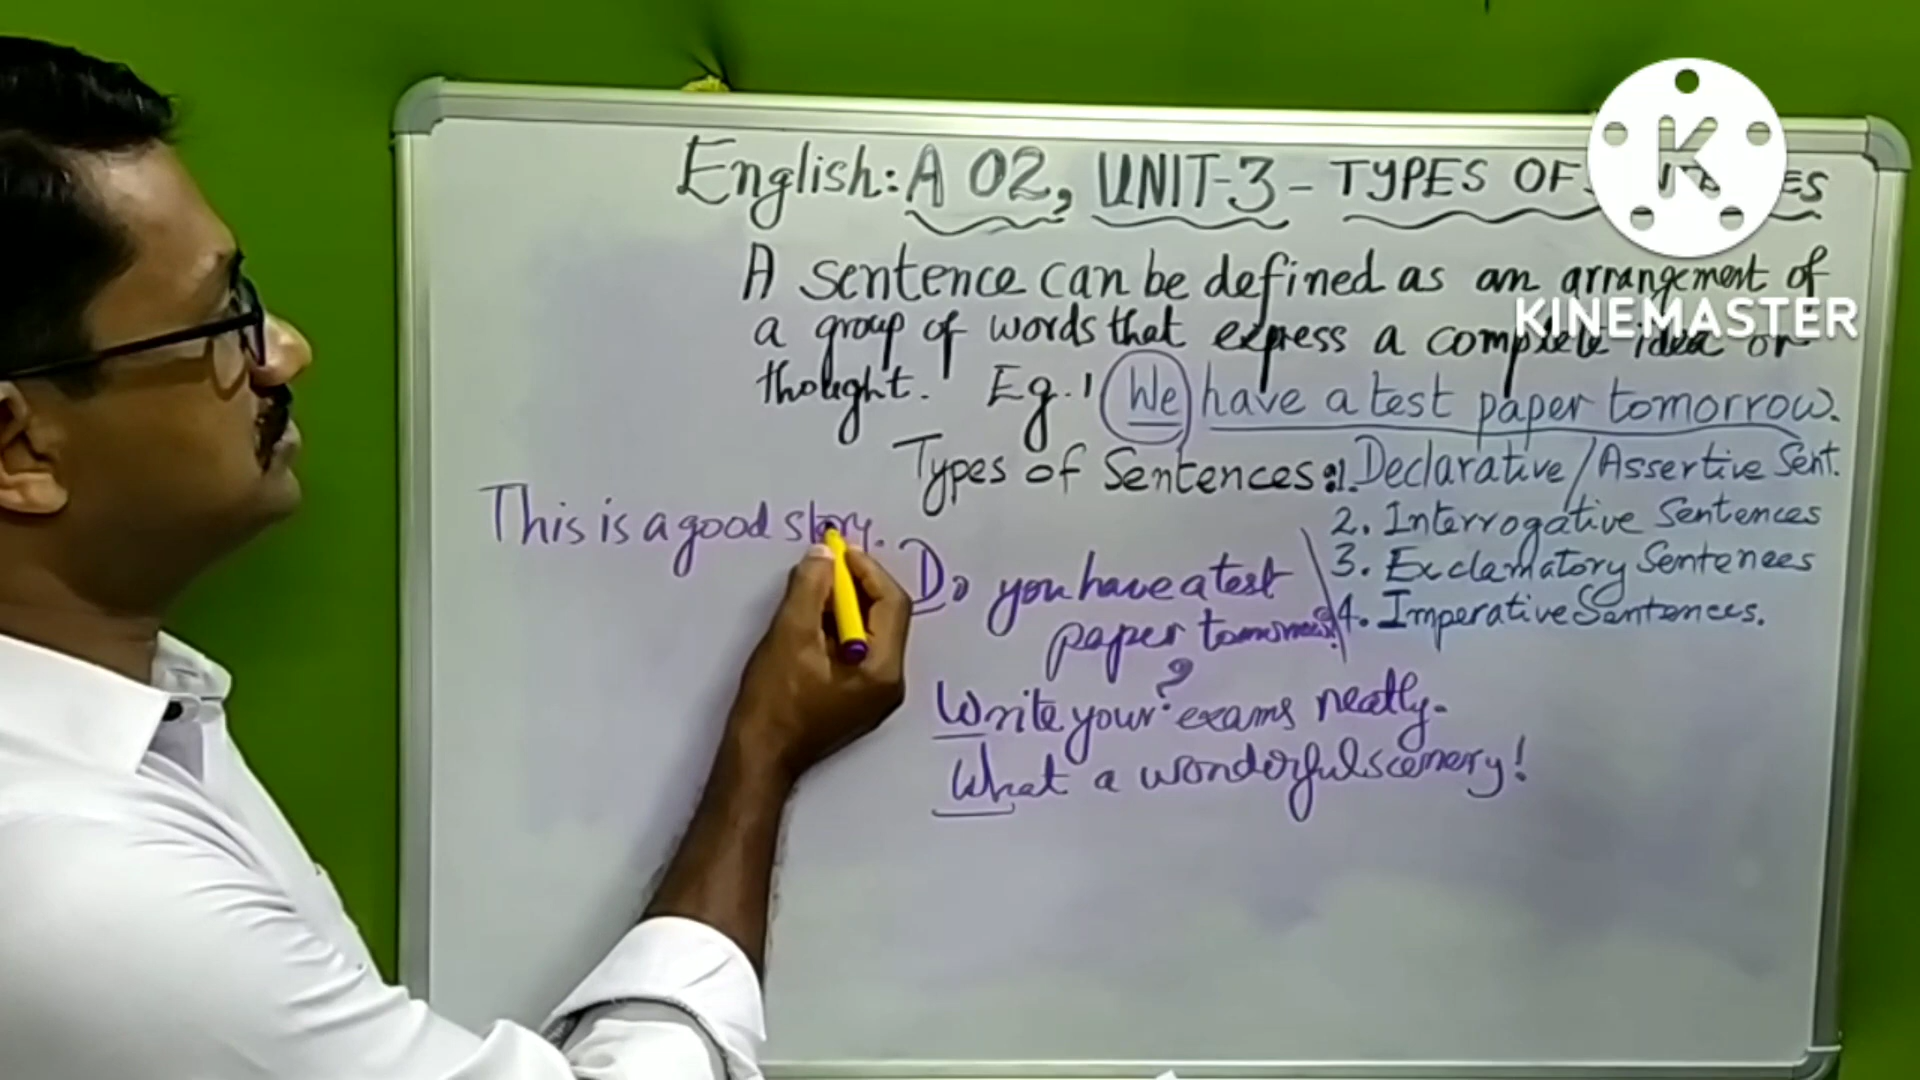 English: A 02, UNIT-3 - TYPES OF
A sentence can be defined as an arrangement of
a group of words that express a complete idea or
thought. Eg. 1 We have a test paper tomorrow.
Types of Sentences: 1. Declarative/Assertive Sent.
2. Interrogative Sentences
3. Exclamatory Sentences
4. Imperative Sentences.
This is a good story.
Do you have a test
paper tomorrow?
Write your exams neatly.
What a wonderful scenery!
K
KINEMASTER